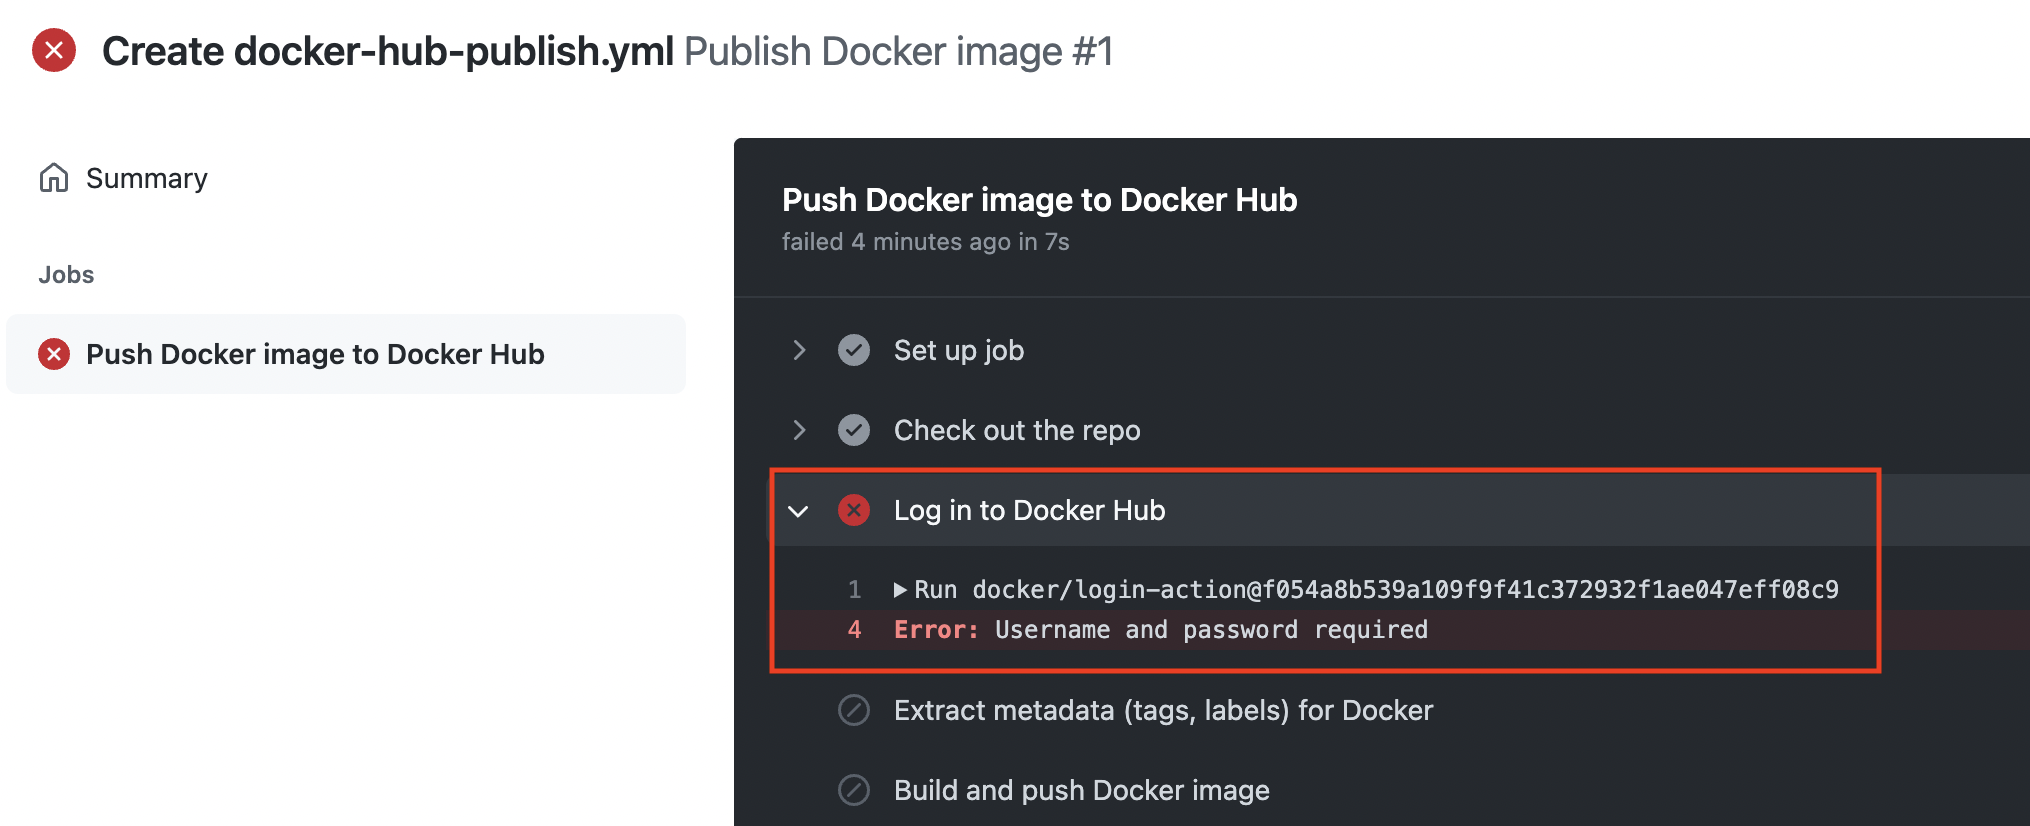 Create docker-hub-publish.yml Publish Docker image #1
Summary
Jobs
Push Docker image to Docker Hub
Push Docker image to Docker Hub
failed 4 minutes ago in 7s
Set up job
Check out the repo
Log in to Docker Hub
1 Run docker/login-action@f054a8b539a109f9f41c372932f1ae047eff08c9
4 Error: Username and password required
Extract metadata (tags, labels) for Docker
Build and push Docker image